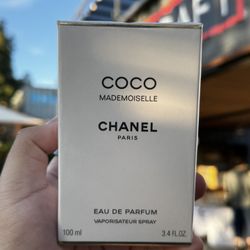 COCO
MADEMOISELLE
CHANEL
PARIS
EAU DE PARFUM
VAPORISATEUR SPRAY
100 ml 3.4 FL.OZ.